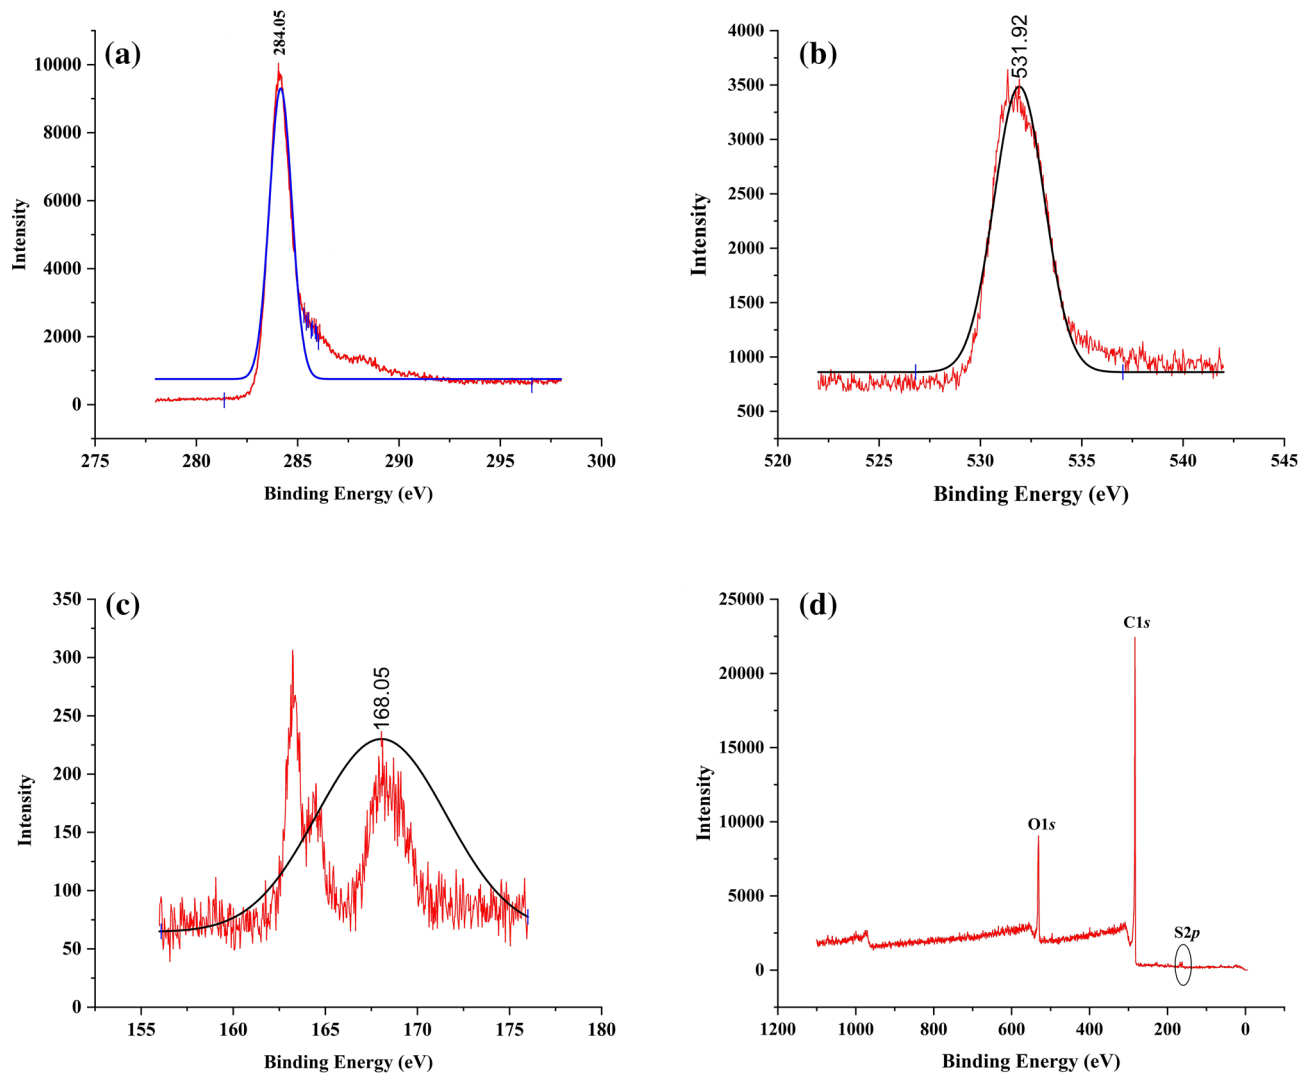 (a)
284.05
10000
8000
6000
4000
2000
0
Intensity
275 280 285 290 295 300
Binding Energy (eV)
(b)
531.92
4000
3500
3000
2500
2000
1500
1000
500
Intensity
520 525 530 535 540 545
Binding Energy (eV)
(c)
168.05
350
300
250
200
150
100
50
0
Intensity
155 160 165 170 175 180
Binding Energy (eV)
(d)
25000
20000
15000
10000
5000
0
Intensity
C1s
O1s
S2p
1200 1000 800 600 400 200 0
Binding Energy (eV)